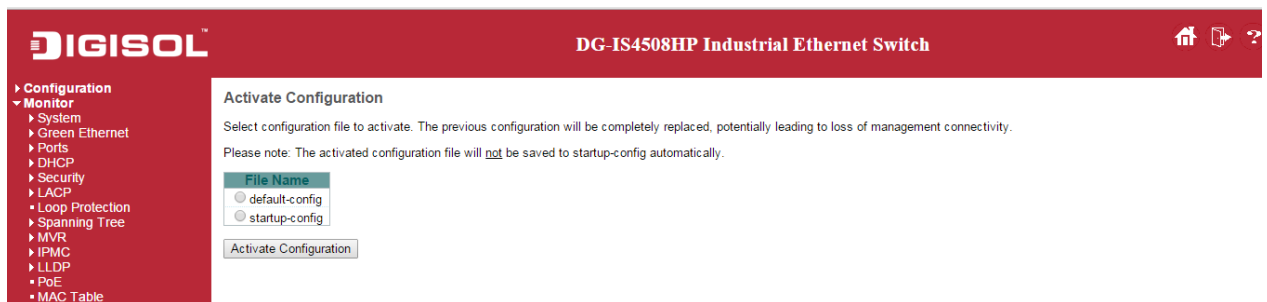 DIGISOL™
DG-IS4508HP Industrial Ethernet Switch
?
Configuration
Monitor
System
Green Ethernet
Ports
DHCP
Security
LACP
Loop Protection
Spanning Tree
MVR
IPMC
LLDP
PoE
MAC Table
Activate Configuration
Select configuration file to activate. The previous configuration will be completely replaced, potentially leading to loss of management connectivity.
Please note: The activated configuration file will not be saved to startup-config automatically.
File Name
default-config
startup-config
Activate Configuration